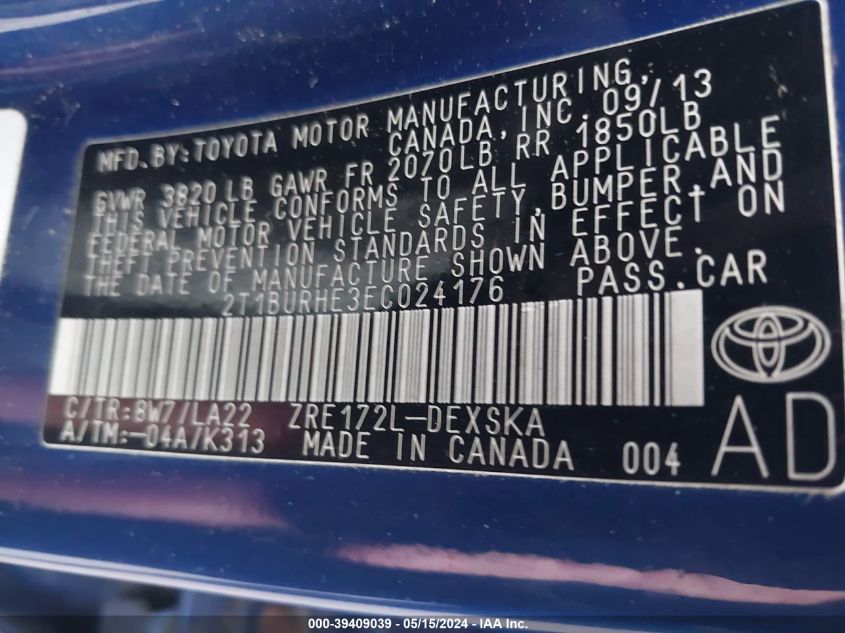 MFD. BY: TOYOTA MOTOR MANUFACTURING,
CANADA, INC. 09/13
GVWR 3820 LB GAWR FR 2070LB RR 1850LB
THIS VEHICLE CONFORMS TO ALL APPLICABLE
FEDERAL MOTOR VEHICLE SAFETY, BUMPER, AND
THEFT PREVENTION STANDARDS IN EFFECT ON
THE DATE OF MANUFACTURE SHOWN ABOVE.
2T1BURHE3EC024176 PASS. CAR
C/TR: 8W7/LA22 ZRE172L-DEXSKA
A/TM: -04A/K313 MADE IN CANADA 004 AD
000-39409039 - 05/15/2024 - IAA Inc.